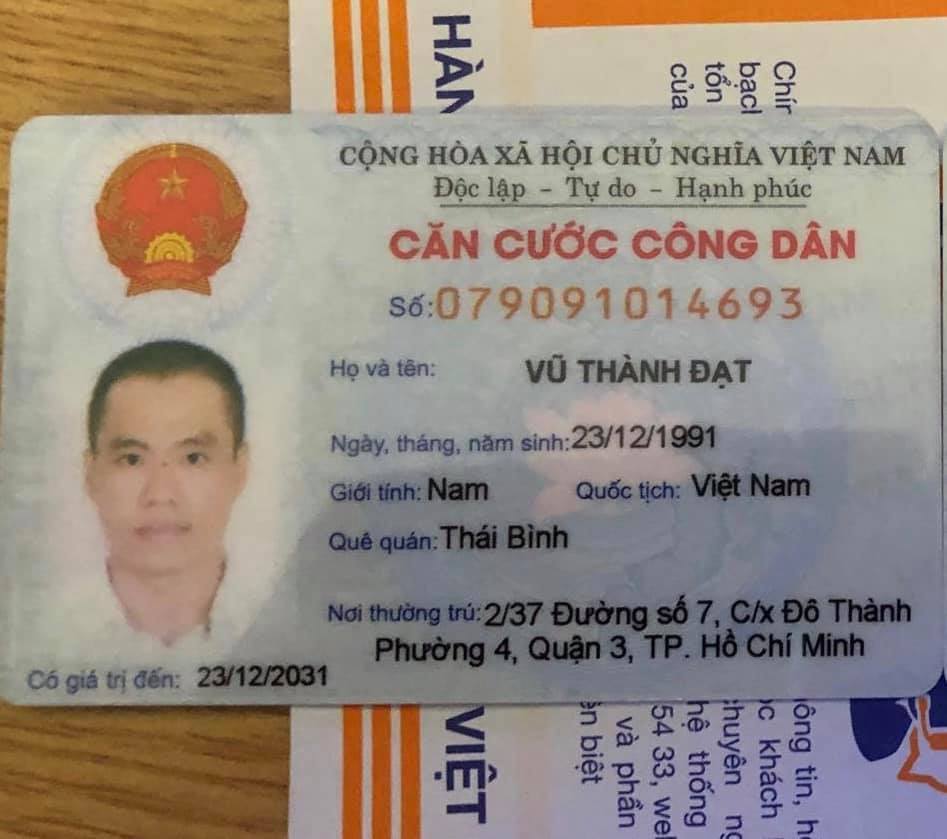 HÀN
Chín
bạch
tổn
của
CỘNG HÒA XÃ HỘI CHỦ NGHĨA VIỆT NAM
Độc lập - Tự do - Hạnh phúc
CĂN CƯỚC CÔNG DÂN
Số:079091014693
Họ và tên: VŨ THÀNH ĐẠT
Ngày, tháng, năm sinh:23/12/1991
Giới tính: Nam Quốc tịch: Việt Nam
Quê quán:Thái Bình
Nơi thường trú:2/37 Đường số 7, C/x Đô Thành
Phường 4, Quận 3, TP. Hồ Chí Minh
Có giá trị đến: 23/12/2031
VIỆT
ông tin, h
khách
huyên
hệ thống
54 33, we
và phần
biệt